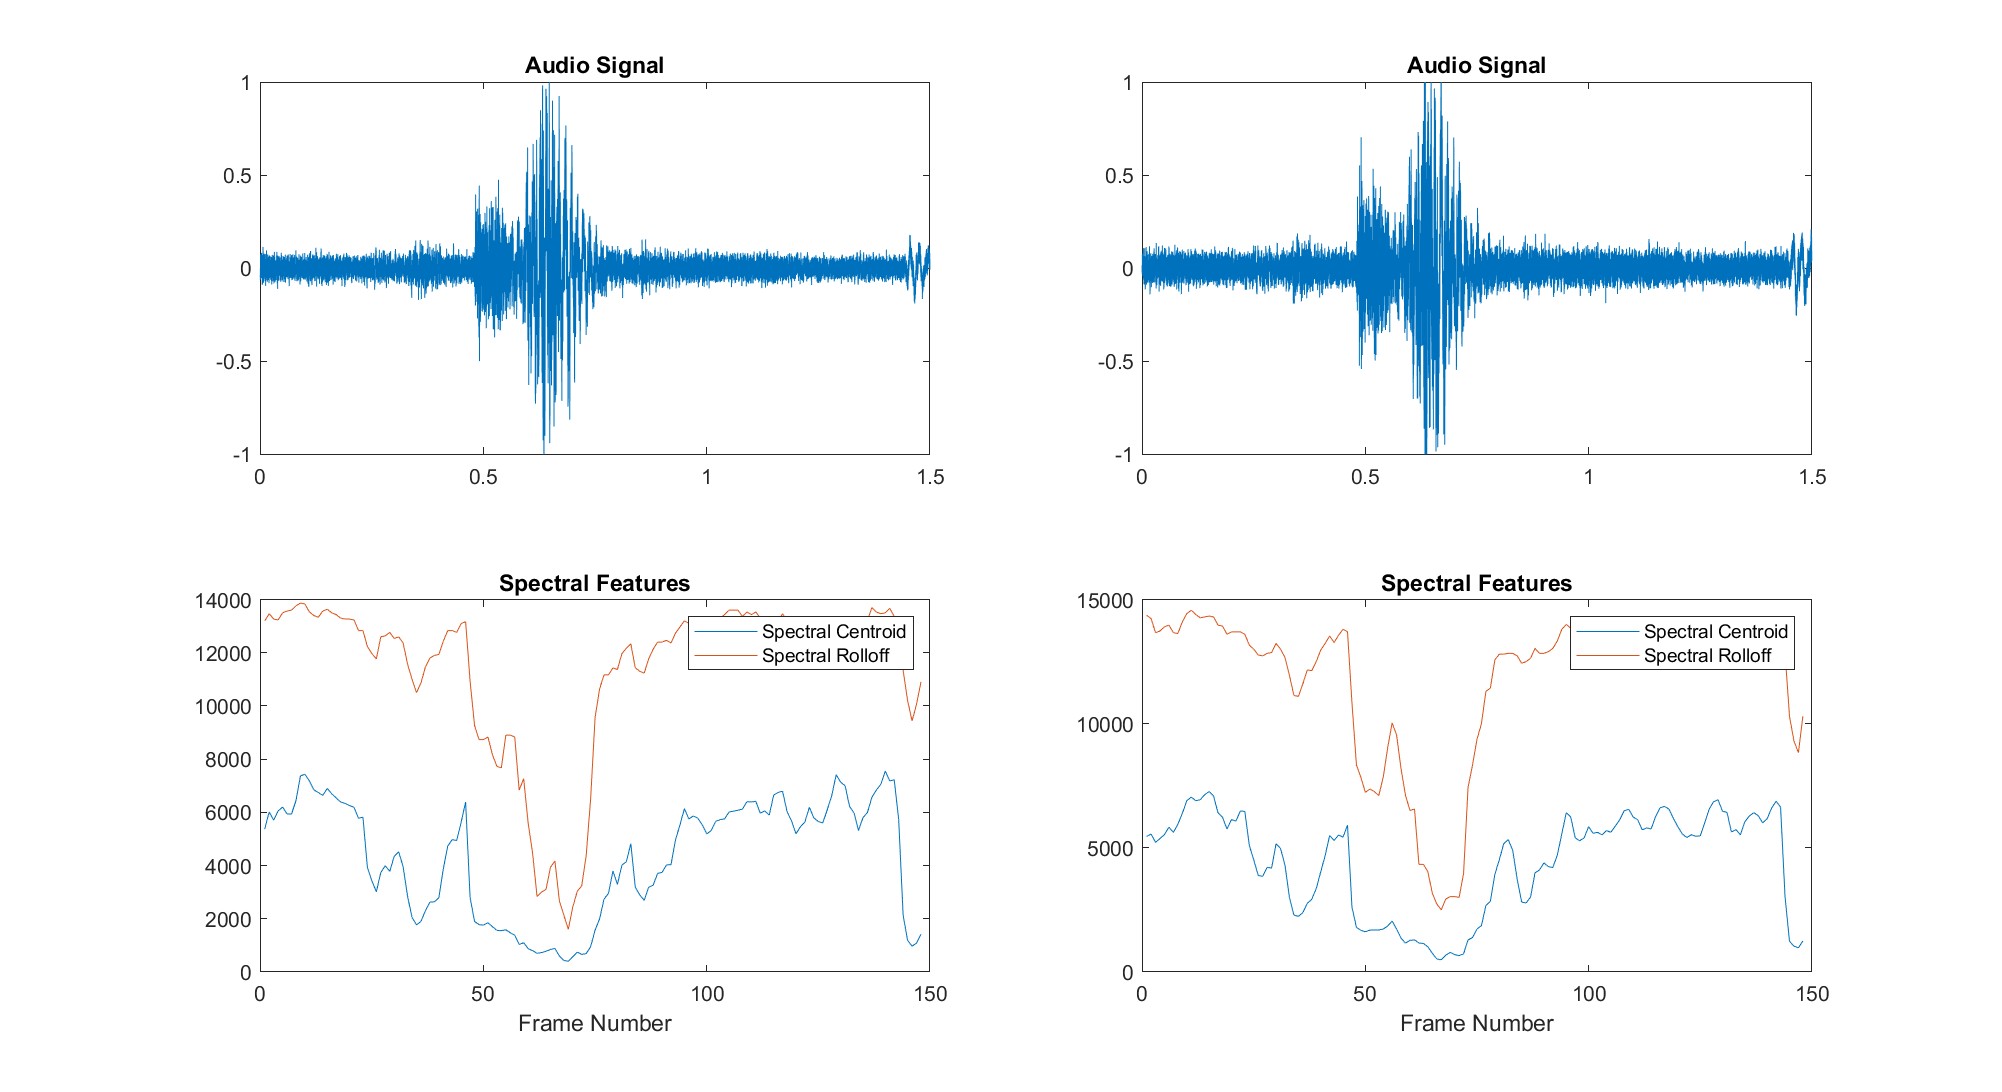 Audio Signal
1
0.5
0
-0.5
-1
0 0.5 1 1.5
Audio Signal
1
0.5
0
-0.5
-1
0 0.5 1 1.5
Spectral Features
14000
12000
10000
8000
6000
4000
2000
0
Spectral Centroid
Spectral Rolloff
0 50 100 150
Frame Number
Spectral Features
15000
10000
5000
0
Spectral Centroid
Spectral Rolloff
0 50 100 150
Frame Number